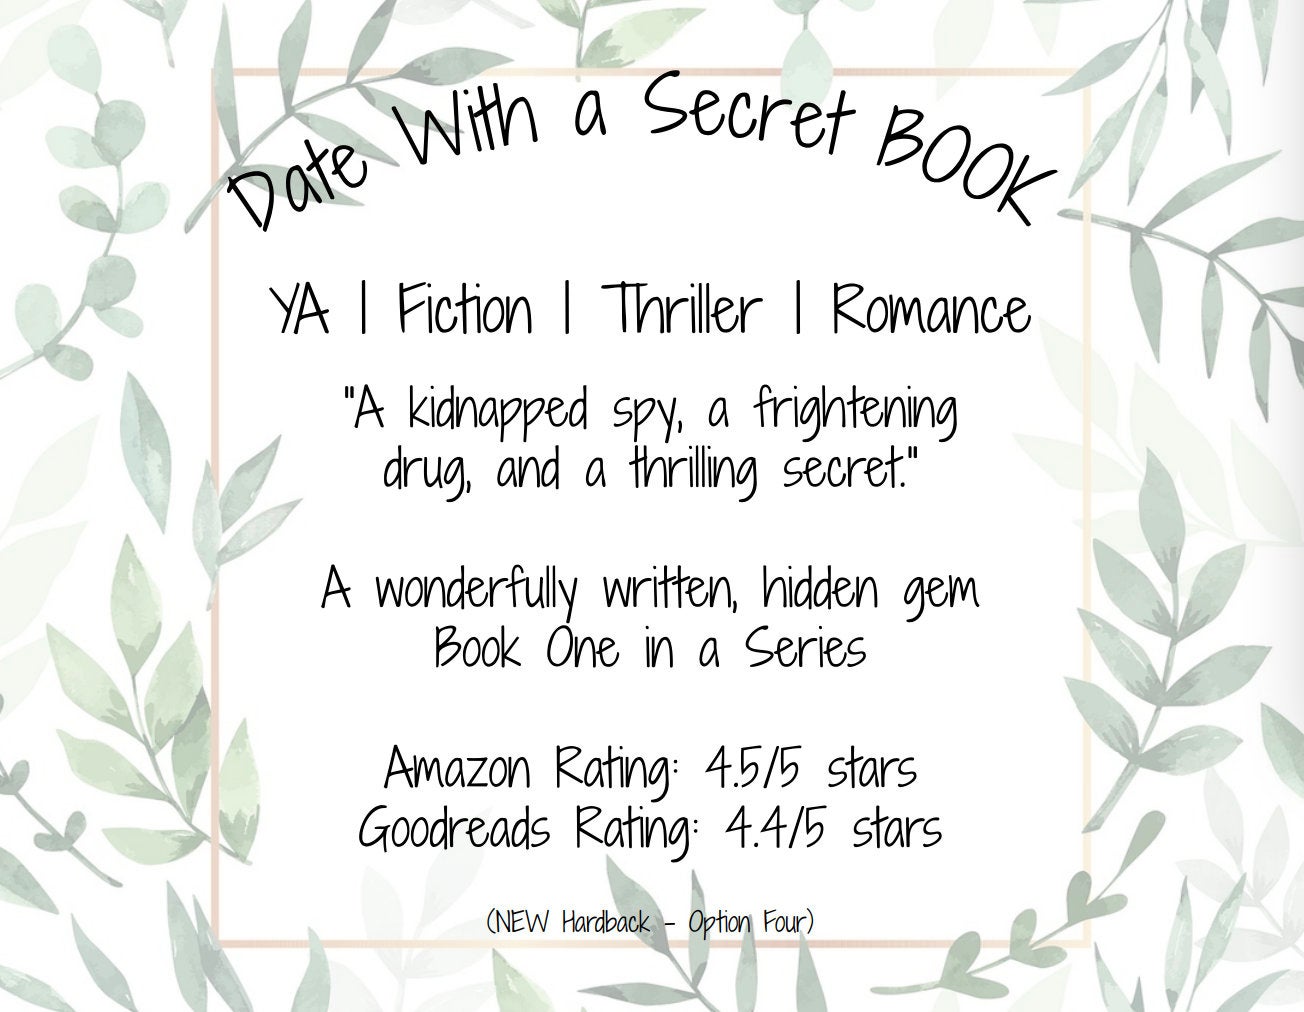 Date With a Secret BOOK
YA | Fiction | Thriller | Romance
"A kidnapped spy, a frightening
drug, and a thrilling secret."
A wonderfully written, hidden gem
Book One in a Series
Amazon Rating: 4.5/5 stars
Goodreads Rating: 4.4/5 stars
(NEW Hardback - Option Four)